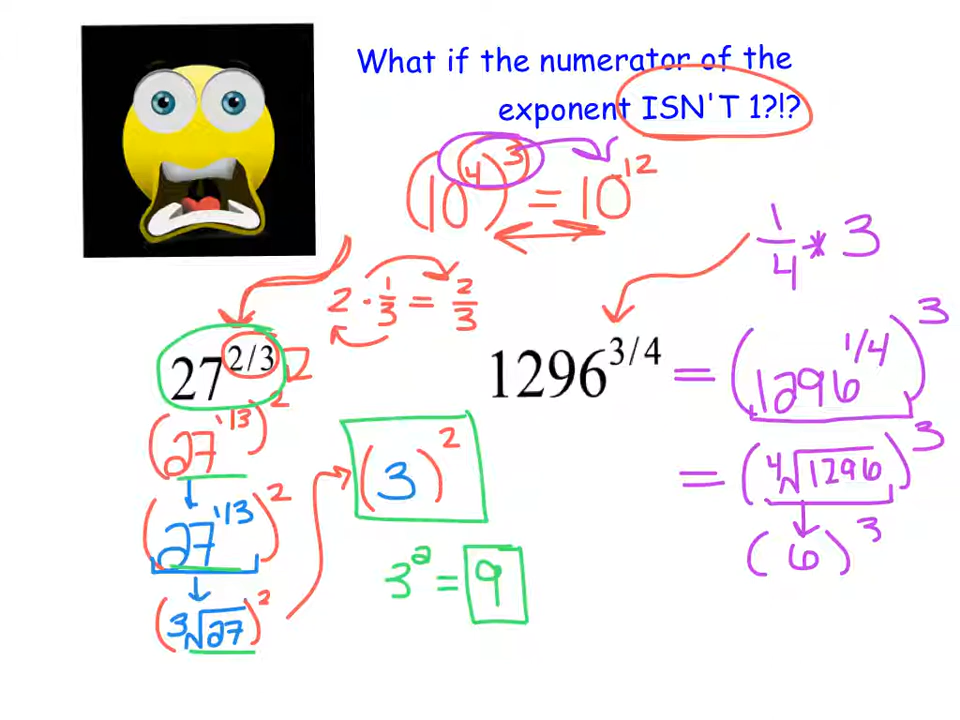 What if the numerator of the
exponent ISN'T 1?!?
(10^4)^3 = 10^12
1/4 * 3
2 · 1/3 = 2/3
27^2/3
1296^3/4 = (1296^1/4)^3
(27^1/3)^2
(3)^2
= (4√1296)^3
(27^1/3)^2
(6)^3
3^2 = 9
(3√27)^2